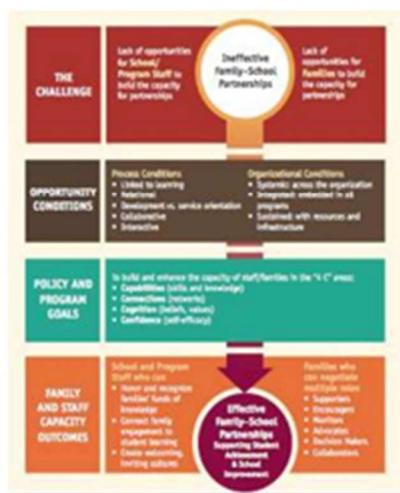 THE
CHALLENGE
Lack of opportunities
for School/
Program Staff to
build the capacity
for partnerships
Ineffective
Family–School
Partnerships
Lack of
opportunities for
Families to build
the capacity for
partnerships
OPPORTUNITY
CONDITIONS
Process Conditions
• Linked to learning
• Relational
• Development vs. service orientation
• Collaborative
• Interactive
Organizational Conditions
• Systemic: across the organization
• Integrated: embedded in all
programs
• Sustained: with resources and
infrastructure
POLICY AND
PROGRAM
GOALS
To build and enhance the capacity of staff/families in the "4 C" areas:
• Capabilities (skills and knowledge)
• Connections (networks)
• Cognition (beliefs, values)
• Confidence (self-efficacy)
FAMILY
AND STAFF
CAPACITY
OUTCOMES
School and Program
Staff who can
• Honor and recognize
families' funds of
knowledge
• Connect family
engagement to
student learning
• Create welcoming,
inviting cultures
Effective
Family–School
Partnerships
Supporting Student
Achievement
& School
Improvement
Families who
can negotiate
multiple roles
• Supporters
• Encouragers
• Monitors
• Advocates
• Decision Makers
• Collaborators